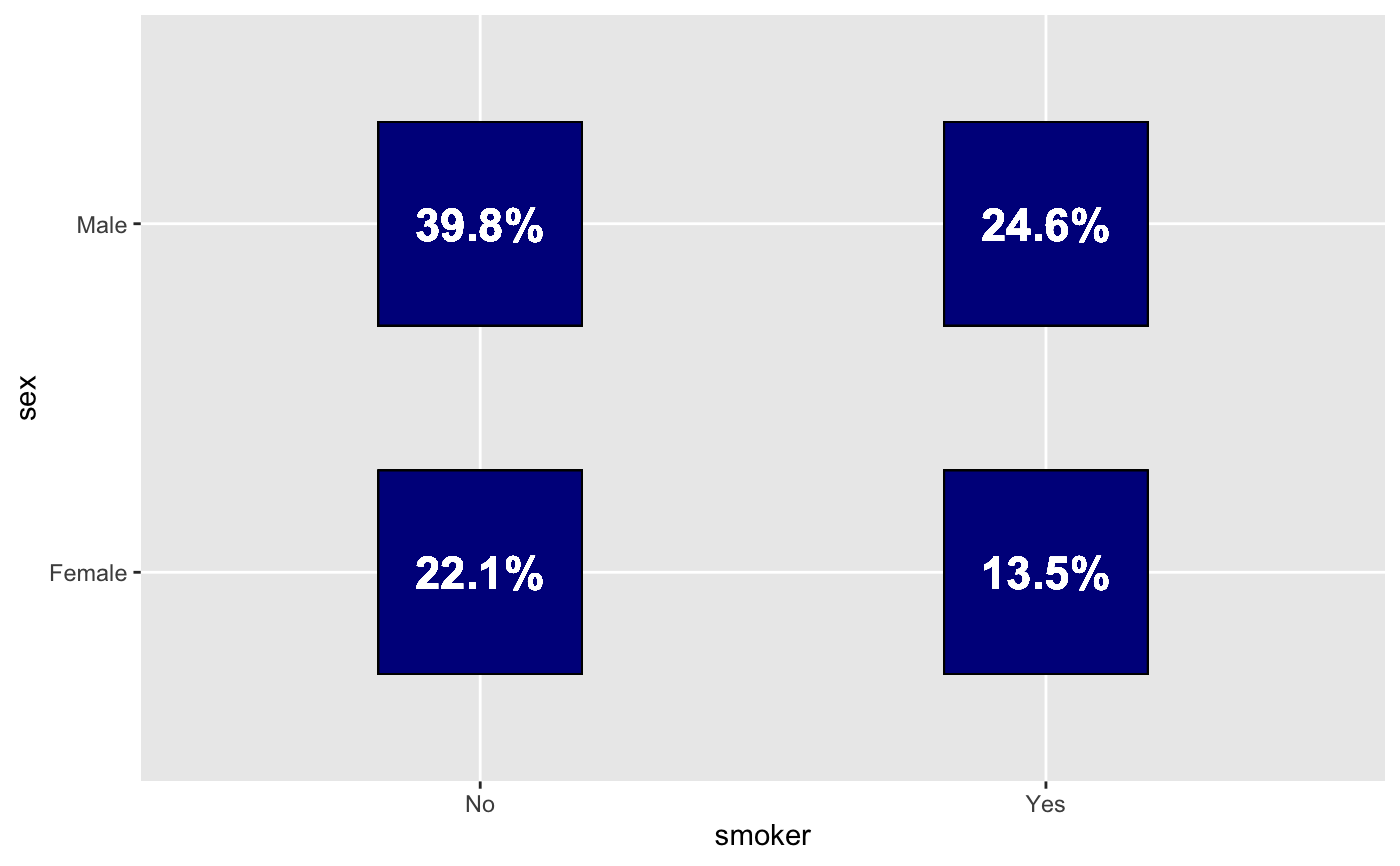 Male
39.8%
24.6%
sex
Female
22.1%
13.5%
No
Yes
smoker